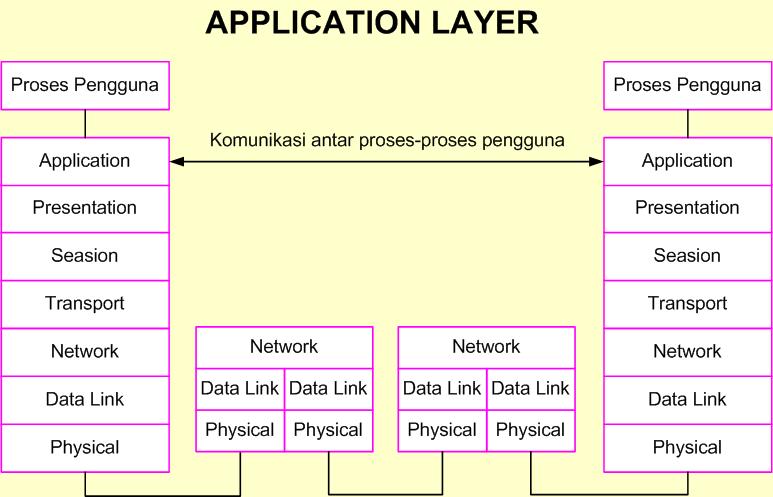 APPLICATION LAYER
Proses Pengguna
Proses Pengguna
Komunikasi antar proses-proses pengguna
Application
Presentation
Seasion
Transport
Network
Data Link
Physical
Network
Data Link
Data Link
Physical
Physical
Network
Data Link
Data Link
Physical
Physical
Application
Presentation
Seasion
Transport
Network
Data Link
Physical